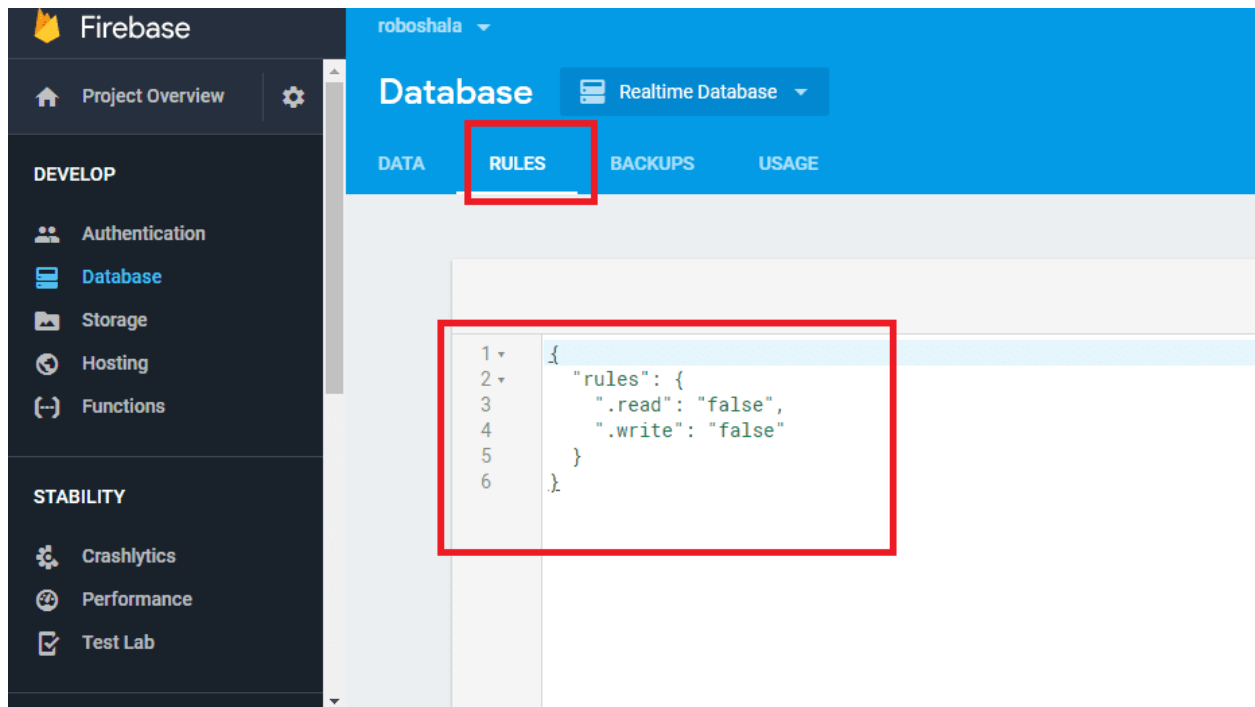 Firebase
Project Overview
DEVELOP
Authentication
Database
Storage
Hosting
Functions
STABILITY
Crashlytics
Performance
Test Lab
roboshala
Database Realtime Database
DATA RULES BACKUPS USAGE
1 {
2 "rules": {
3 ".read": "false",
4 ".write": "false"
5 }
6 }